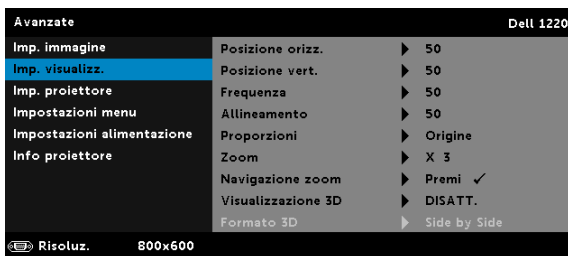 Avanzate Dell 1220
Imp. immagine Posizione orizz. 50
Imp. visualizz. Posizione vert. 50
Imp. proiettore Frequenza 50
Impostazioni menu Allineamento 50
Impostazioni alimentazione Proporzioni Origine
Info proiettore Zoom X 3
Navigazione zoom Premi ✓
Visualizzazione 3D DISATT.
Formato 3D Side by Side
Risoluz. 800x600